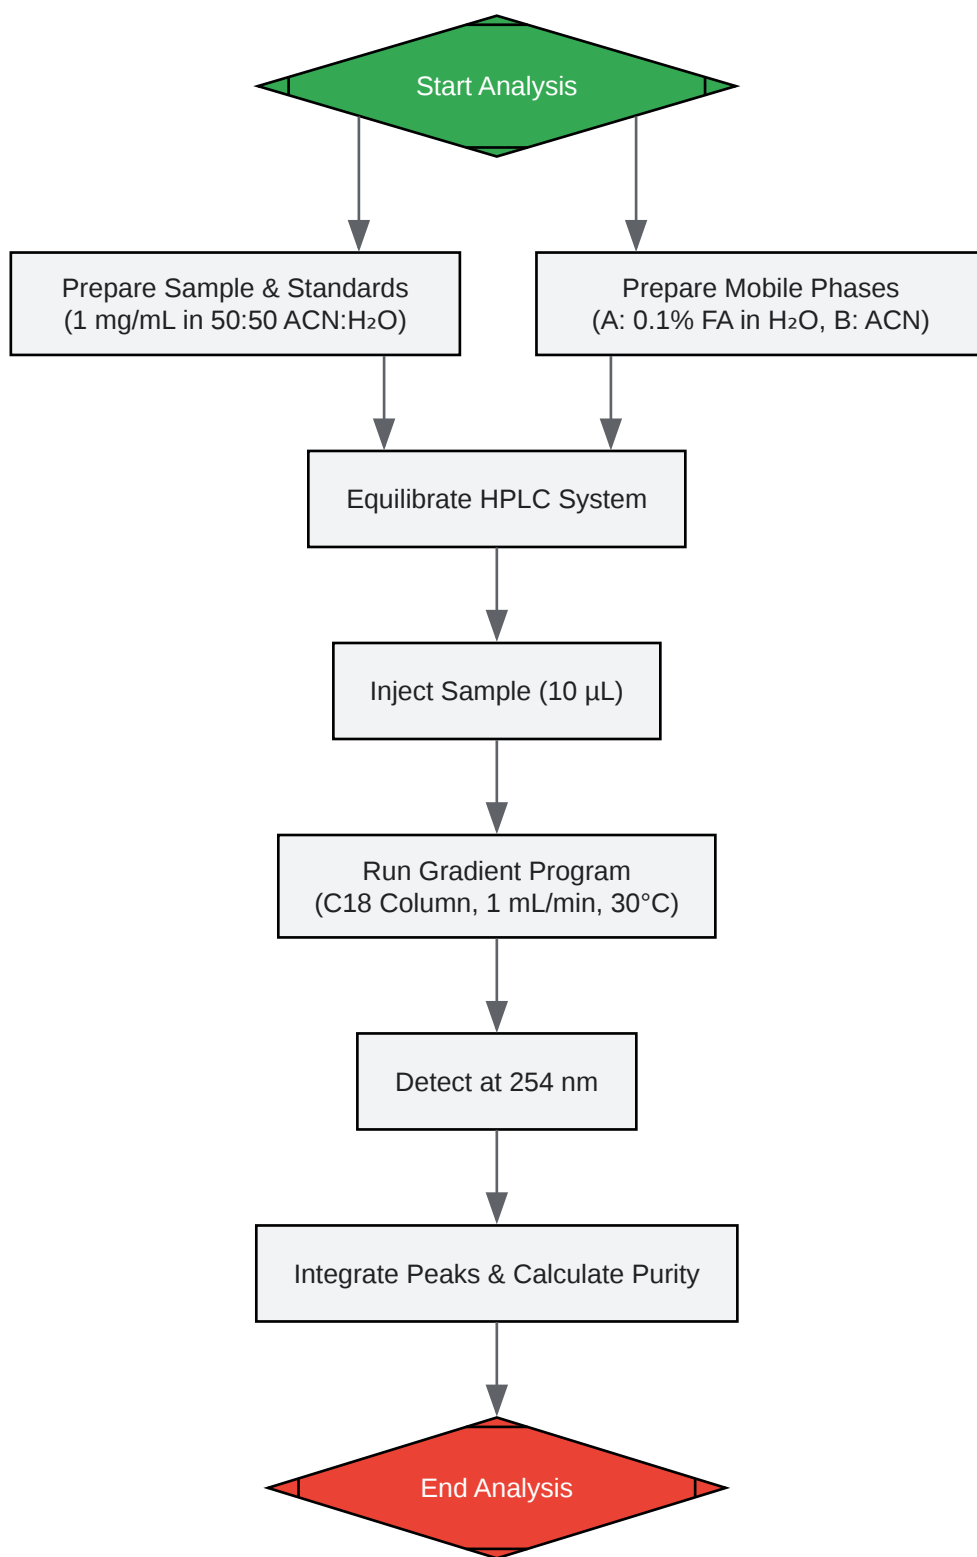 Start Analysis
Prepare Sample & Standards
(1 mg/mL in 50:50 ACN:H₂O)
Prepare Mobile Phases
(A: 0.1% FA in H₂O, B: ACN)
Equilibrate HPLC System
Inject Sample (10 µL)
Run Gradient Program
(C18 Column, 1 mL/min, 30°C)
Detect at 254 nm
Integrate Peaks & Calculate Purity
End Analysis